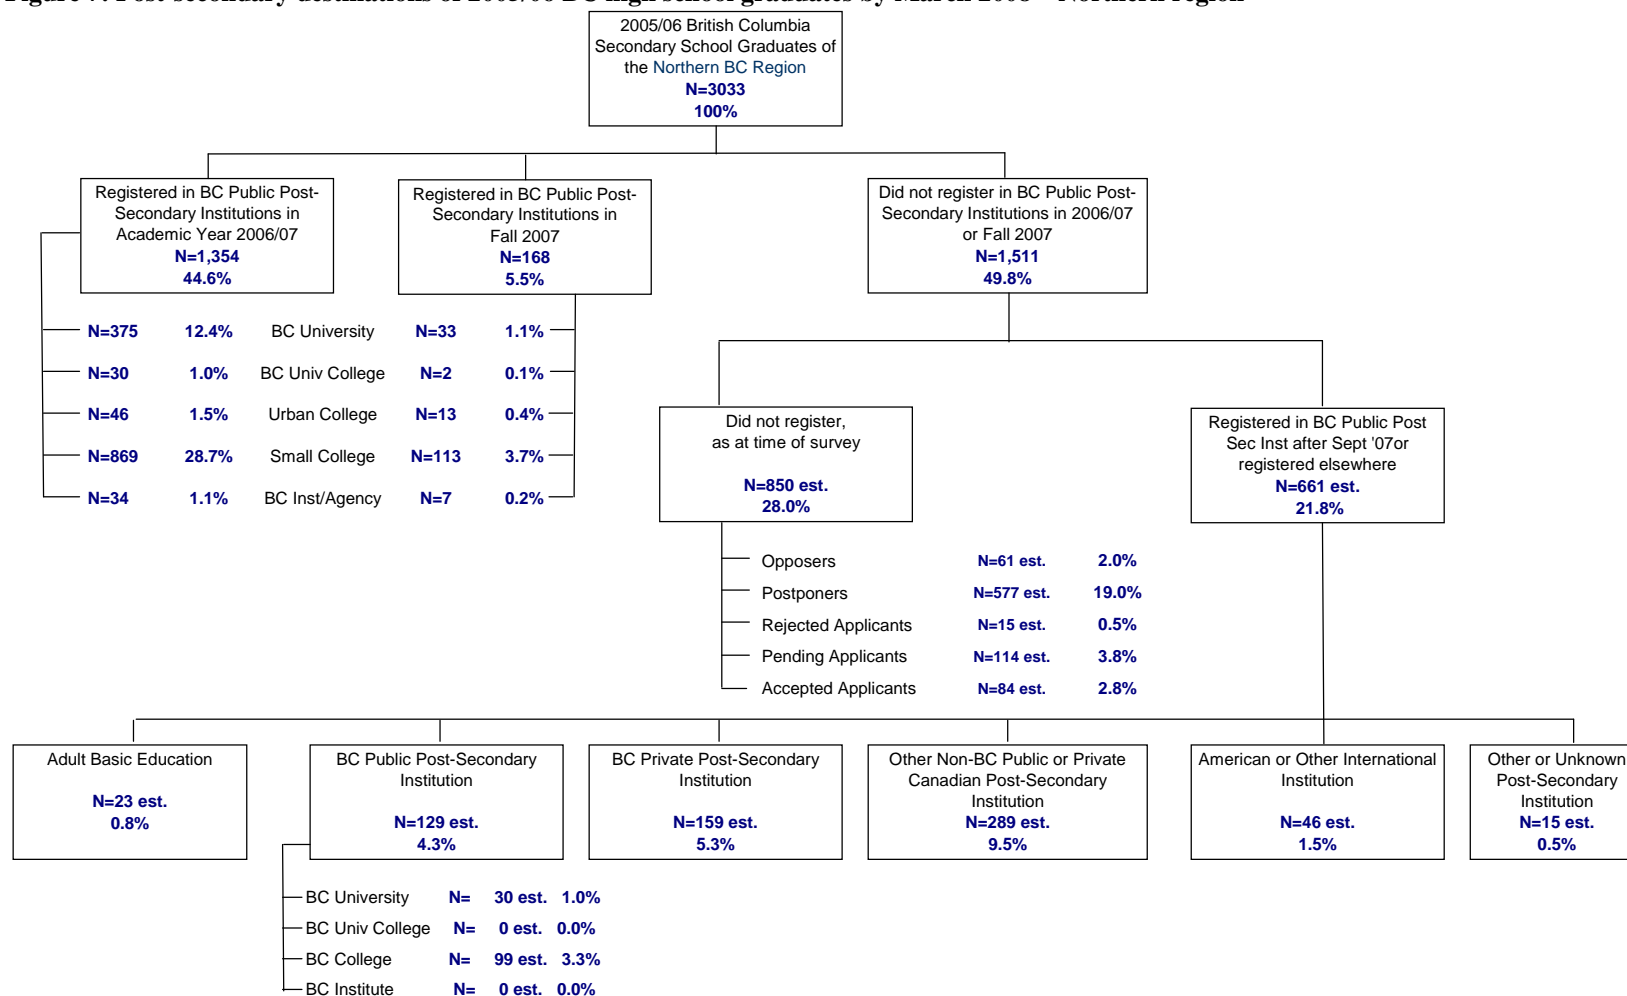 2005/06 British Columbia
Secondary School Graduates of
the Northern BC Region
N=3033
100%
Registered in BC Public Post-
Secondary Institutions in
Academic Year 2006/07
N=1,354
44.6%
Registered in BC Public Post-
Secondary Institutions in
Fall 2007
N=168
5.5%
Did not register in BC Public Post-
Secondary Institutions in 2006/07
or Fall 2007
N=1,511
49.8%
N=375 12.4% BC University N=33 1.1%
N=30 1.0% BC Univ College N=2 0.1%
N=46 1.5% Urban College N=13 0.4%
N=869 28.7% Small College N=113 3.7%
N=34 1.1% BC Inst/Agency N=7 0.2%
Did not register,
as at time of survey
N=850 est.
28.0%
Registered in BC Public Post
Sec Inst after Sept '07or
registered elsewhere
N=661 est.
21.8%
Opposers N=61 est. 2.0%
Postponers N=577 est. 19.0%
Rejected Applicants N=15 est. 0.5%
Pending Applicants N=114 est. 3.8%
Accepted Applicants N=84 est. 2.8%
Adult Basic Education
N=23 est.
0.8%
BC Public Post-Secondary
Institution
N=129 est.
4.3%
BC Private Post-Secondary
Institution
N=159 est.
5.3%
Other Non-BC Public or Private
Canadian Post-Secondary
Institution
N=289 est.
9.5%
American or Other International
Institution
N=46 est.
1.5%
Other or Unknown
Post-Secondary
Institution
N=15 est.
0.5%
BC University N= 30 est. 1.0%
BC Univ College N= 0 est. 0.0%
BC College N= 99 est. 3.3%
BC Institute N= 0 est. 0.0%